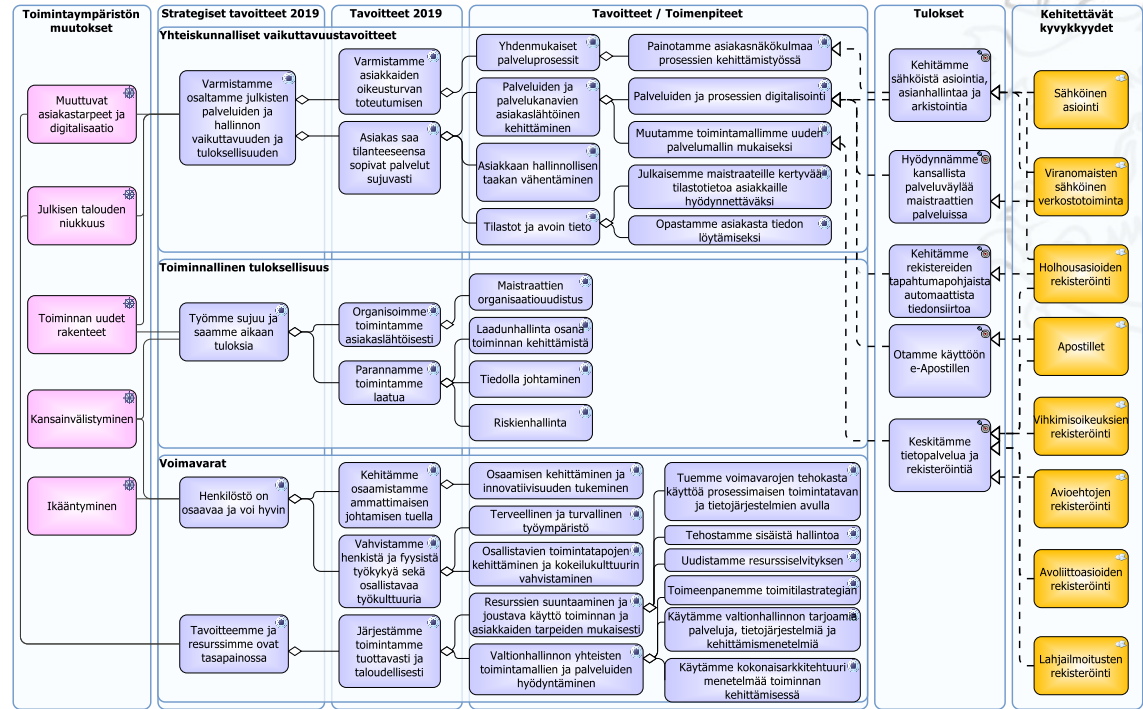 Toimintaympäristön
muutokset
Muuttuvat
asiakastarpeet ja
digitalisaatio
Julkisen talouden
niukkuus
Toiminnan uudet
rakenteet
Kansainvälistyminen
Ikääntyminen
Strategiset tavoitteet 2019
Tavoitteet 2019
Tavoitteet / Toimenpiteet
Yhteiskunnalliset vaikuttavuustavoitteet
Varmistamme
osaltamme julkisten
palveluiden ja
hallinnon
vaikuttavuuden ja
tuloksellisuuden
Varmistamme
asiakkaiden
oikeusturvan
toteutumisen
Asiakas saa
tilanteeseensa
sopivat palvelut
sujuvasti
Yhdenmukaiset
palveluprosessit
Palveluiden ja
palvelukanavien
asiakaslähtöinen
kehittäminen
Asiakkaan hallinnollisen
taakan vähentäminen
Tilastot ja avoin tieto
Painotamme asiakasnäkökulmaa
prosessien kehittämistyössä
Palveluiden ja prosessien digitalisointi
Muutamme toimintamallimme uuden
palvelumallin mukaiseksi
Julkaisemme maistraateille kertyvää
tilastotietoa asiakkaille
hyödynnettäväksi
Opastamme asiakasta tiedon
löytämiseksi
Toiminnallinen tuloksellisuus
Työmme sujuu ja
saamme aikaan
tuloksia
Organisoimme
toimintamme
asiakaslähtöisesti
Parannamme
toimintamme
laatua
Maistraattien
organisaatiouudistus
Laadunhallinta osana
toiminnan kehittämistä
Tiedolla johtaminen
Riskienhallinta
Voimavarat
Henkilöstö on
osaavaa ja voi hyvin
Tavoitteemme ja
resurssimme ovat
tasapainossa
Kehitämme
osaamistamme
ammattimaisen
johtamisen tuella
Vahvistamme
henkistä ja fyysistä
työkykyä sekä
osallistavaa
työkulttuuria
Järjestämme
toimintamme
tuottavasti ja
taloudellisesti
Osaamisen kehittäminen ja
innovatiivisuuden tukeminen
Terveellinen ja turvallinen
työympäristö
Osallistavien toimintatapojen
kehittäminen ja kokeilukulttuurin
vahvistaminen
Resurssien suuntaaminen ja
joustava käyttö toiminnan ja
asiakkaiden tarpeiden mukaisesti
Valtionhallinnon yhteisten
toimintamallien ja palveluiden
hyödyntäminen
Tuemme voimavarojen tehokasta
käyttöä prosessimaisen toimintatavan
ja tietojärjestelmien avulla
Tehostamme sisäistä hallintoa
Uudistamme resurssiselvityksen
Toimeenpanemme toimitilastrategian
Käytämme valtionhallinnon tarjoamia
palveluja, tietojärjestelmiä ja
kehittämismenetelmiä
Käytämme kokonaisarkkitehtuuri
menetelmää toiminnan
kehittämisessä
Tulokset
Kehitämme
sähköistä asiointia,
asianhallintaa ja
arkistointia
Hyödynnämme
kansallista
palveluväylää
maistraattien
palveluissa
Kehitämme
rekistereiden
tapahtumapohjaista
automaattista
tiedonsiirtoa
Otamme käyttöön
e-Apostillen
Keskitämme
tietopalvelua ja
rekisteröintiä
Kehitettävät
kyvykkyydet
Sähköinen
asiointi
Viranomaisten
sähköinen
verkostotoiminta
Holhousasioiden
rekisteröinti
Apostillet
Vihkimisoikeuksien
rekisteröinti
Avioehtojen
rekisteröinti
Avoliittoasioiden
rekisteröinti
Lahjailmoitusten
rekisteröinti